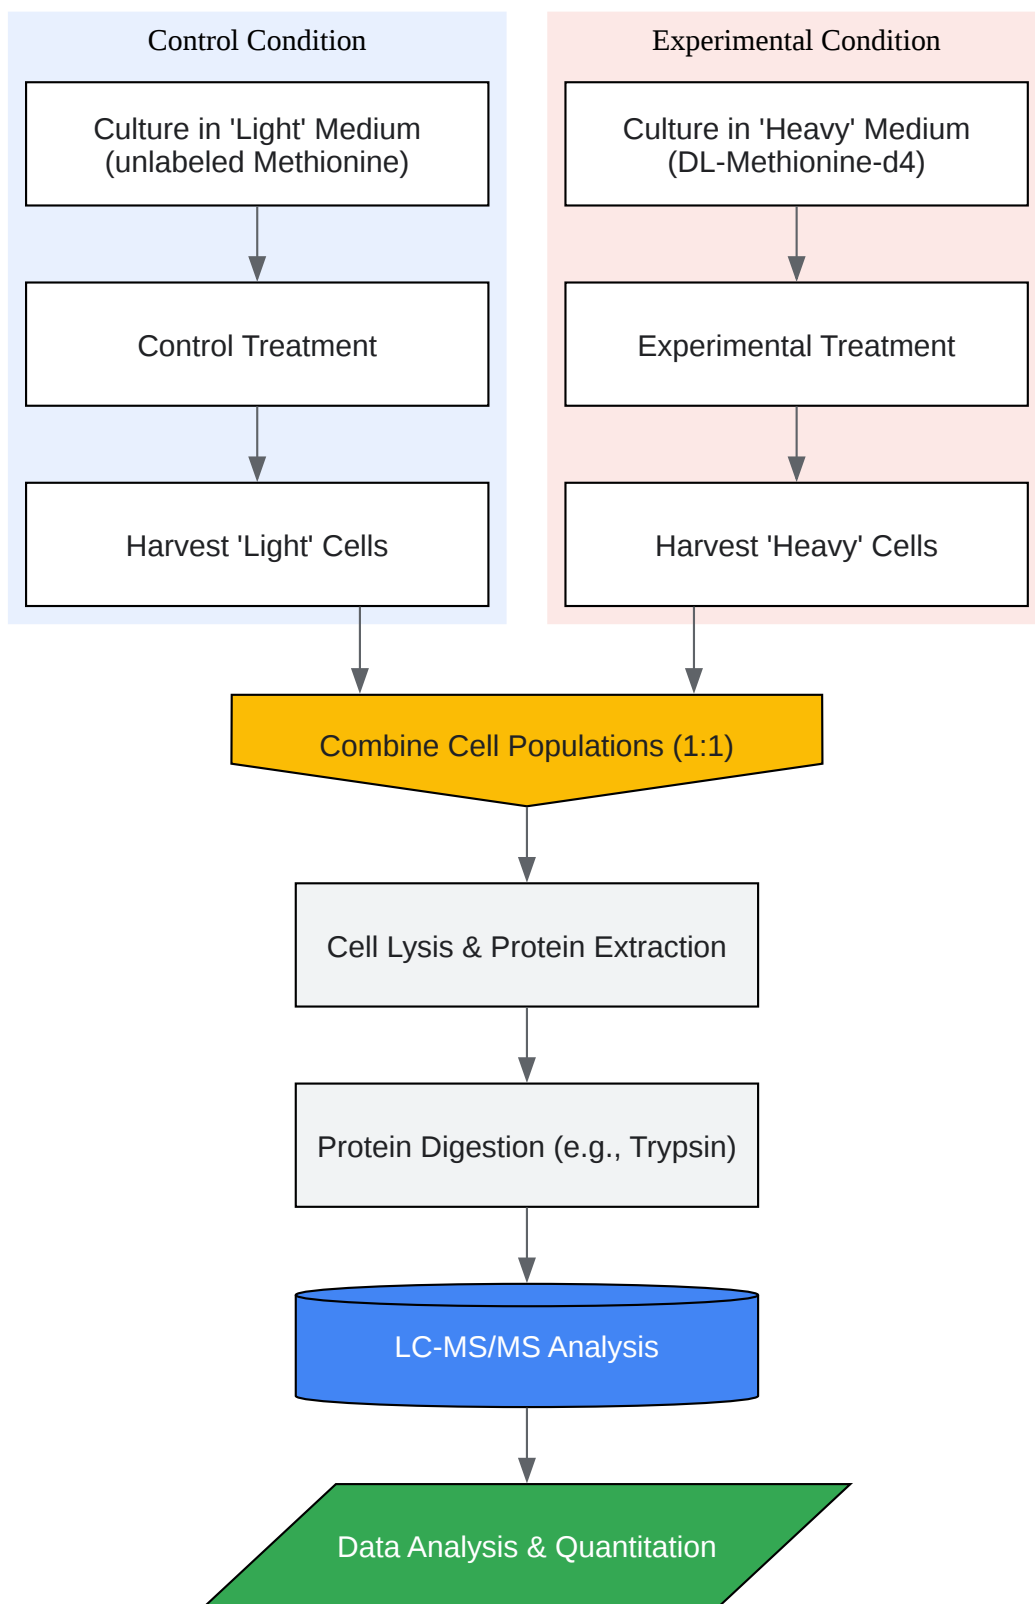 Control Condition
Culture in 'Light' Medium
(unlabeled Methionine)
Control Treatment
Harvest 'Light' Cells
Experimental Condition
Culture in 'Heavy' Medium
(DL-Methionine-d4)
Experimental Treatment
Harvest 'Heavy' Cells
Combine Cell Populations (1:1)
Cell Lysis & Protein Extraction
Protein Digestion (e.g., Trypsin)
LC-MS/MS Analysis
Data Analysis & Quantitation